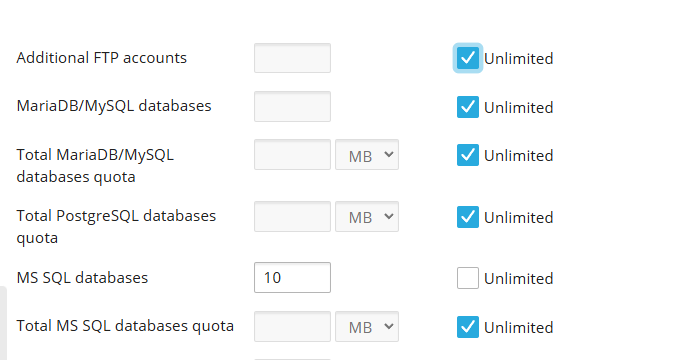 Additional FTP accounts Unlimited
MariaDB/MySQL databases Unlimited
Total MariaDB/MySQL MB Unlimited
databases quota
Total PostgreSQL databases MB Unlimited
quota
MS SQL databases 10 Unlimited
Total MS SQL databases quota MB Unlimited